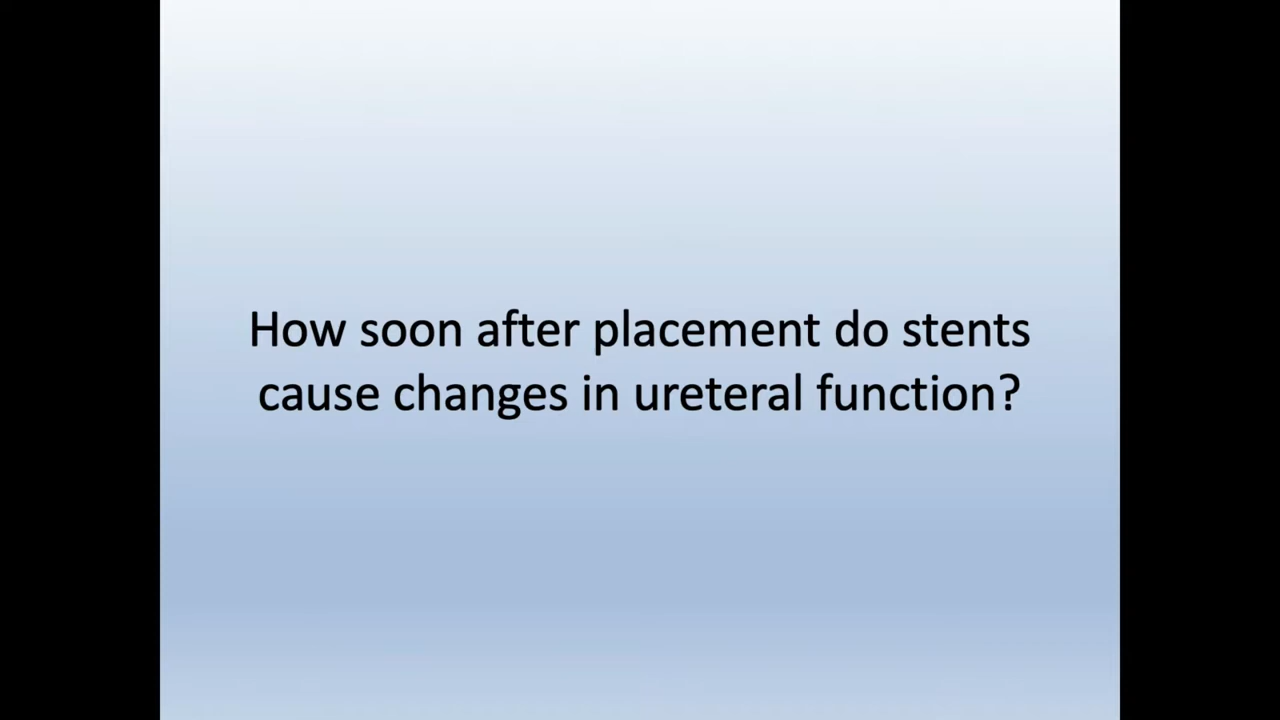 How soon after placement do stents
cause changes in ureteral function?